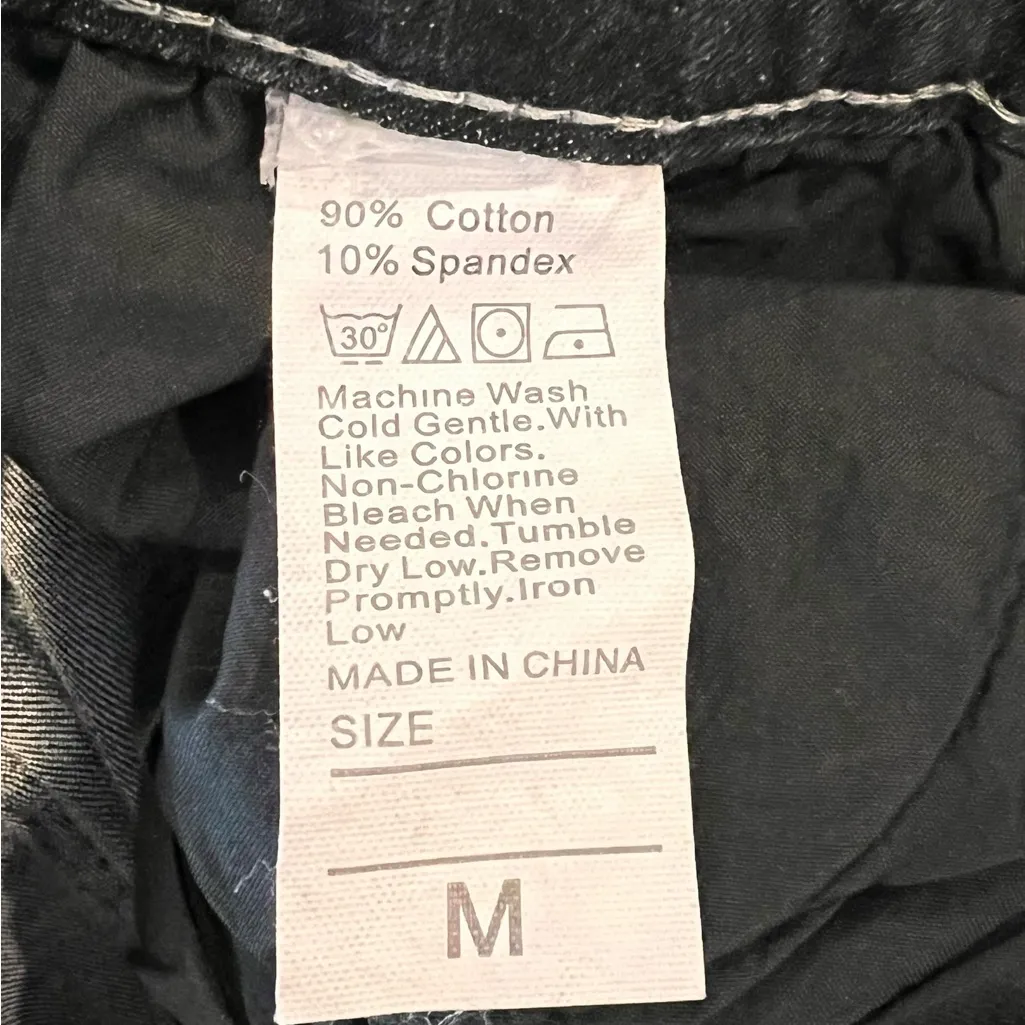 90% Cotton
10% Spandex
30°
Machine Wash
Cold Gentle.With
Like Colors.
Non-Chlorine
Bleach When
Needed.Tumble
Dry Low.Remove
Promptly.Iron
Low
MADE IN CHINA
SIZE
M